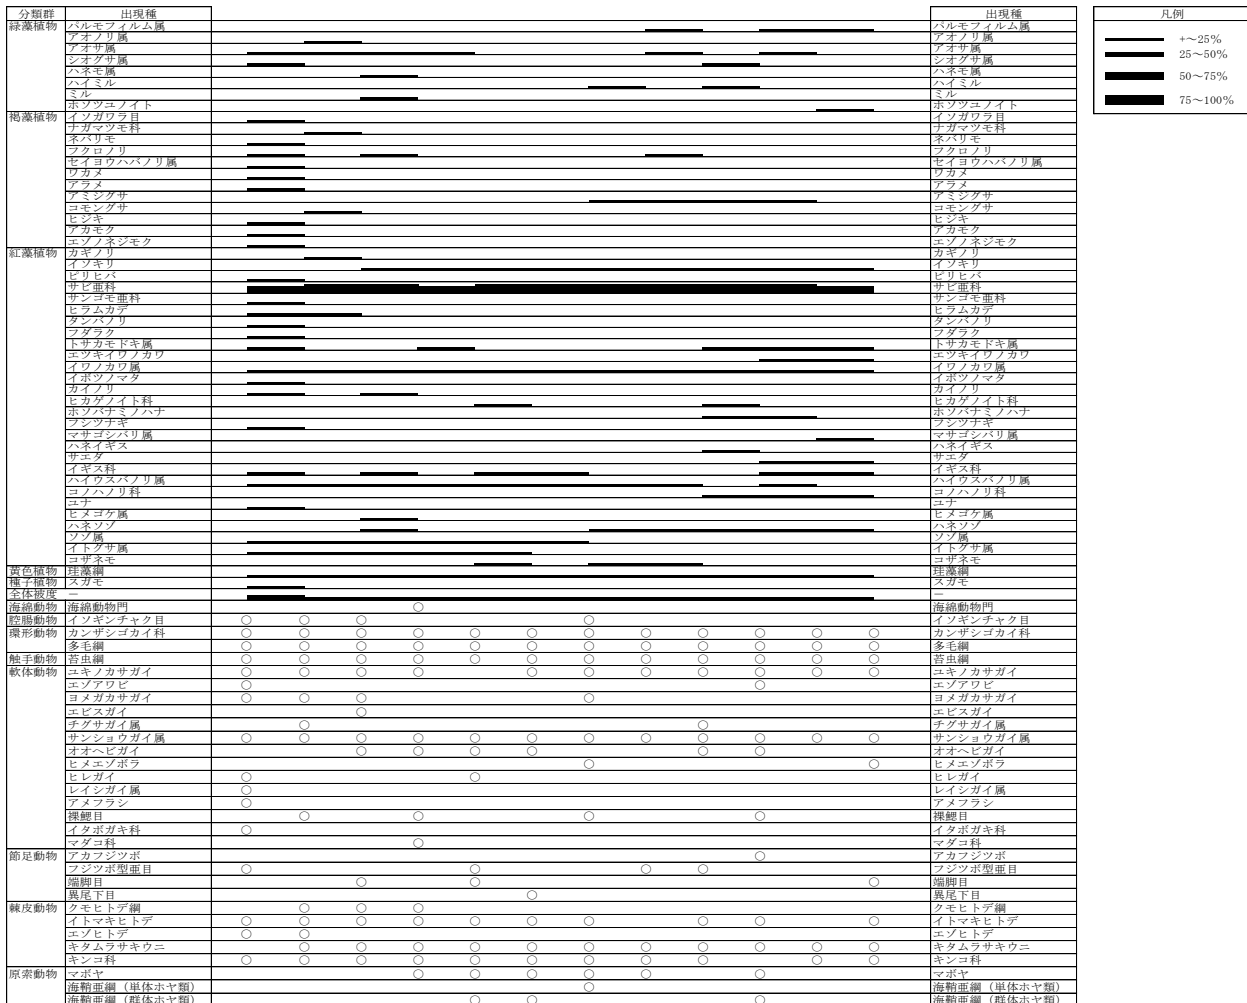 分類群 出現種 出現種 凡例
緑藻植物 パルモフィルム属 パルモフィルム属
アオノリ属 アオノリ属
アオサ属 アオサ属
シオグサ属 シオグサ属
ハネモ属 ハネモ属
ハイミル ハイミル
ミル ミル
ホソツユノイト ホソツユノイト
褐藻植物 イソガワラ目 イソガワラ目
ナガマツモ科 ナガマツモ科
ネバリモ ネバリモ
フクロノリ フクロノリ
セイヨウハバノリ属 セイヨウハバノリ属
ワカメ ワカメ
アラメ アラメ
アミジグサ アミジグサ
コモングサ コモングサ
ヒジキ ヒジキ
アカモク アカモク
エゾノネジモク エゾノネジモク
紅藻植物 カギノリ カギノリ
イソキリ イソキリ
ピリヒバ ピリヒバ
サビ亜科 サビ亜科
サンゴモ亜科 サンゴモ亜科
ヒラムカデ ヒラムカデ
タンバノリ タンバノリ
フダラク フダラク
トサカモドキ属 トサカモドキ属
エツキイワノカワ エツキイワノカワ
イワノカワ属 イワノカワ属
イボツノマタ イボツノマタ
カイノリ カイノリ
ヒカゲノイト科 ヒカゲノイト科
ホソバナミノハナ ホソバナミノハナ
フシツナギ フシツナギ
マサゴシバリ属 マサゴシバリ属
ハネイギス ハネイギス
サエダ サエダ
イギス科 イギス科
ハイウスバノリ属 ハイウスバノリ属
コノハノリ科 コノハノリ科
ユナ ユナ
ヒメゴケ属 ヒメゴケ属
ハネソゾ ハネソゾ
ソゾ属 ソゾ属
イトグサ属 イトグサ属
コザネモ コザネモ
黄色植物 珪藻綱 珪藻綱
種子植物 スガモ スガモ
全体被度 － －
海綿動物 海綿動物門 ○ 海綿動物門
腔腸動物 イソギンチャク目 ○ ○ ○ ○ イソギンチャク目
環形動物 カンザシゴカイ科 ○ ○ ○ ○ ○ ○ ○ ○ ○ ○ ○ ○ カンザシゴカイ科
多毛綱 ○ ○ ○ ○ ○ ○ ○ ○ ○ ○ ○ ○ 多毛綱
触手動物 苔虫綱 ○ ○ ○ ○ ○ ○ ○ ○ ○ ○ ○ ○ 苔虫綱
軟体動物 ユキノカサガイ ○ ○ ○ ○ ○ ○ ○ ○ ○ ○ ○ ユキノカサガイ
エゾアワビ ○ ○ エゾアワビ
ヨメガカサガイ ○ ○ ○ ○ ヨメガカサガイ
エビスガイ ○ エビスガイ
チグサガイ属 ○ ○ チグサガイ属
サンショウガイ属 ○ ○ ○ ○ ○ ○ ○ ○ ○ ○ ○ ○ サンショウガイ属
オオヘビガイ ○ ○ ○ ○ ○ ○ オオヘビガイ
ヒメエゾボラ ○ ○ ヒメエゾボラ
ヒレガイ ○ ○ ヒレガイ
レイシガイ属 ○ レイシガイ属
アメフラシ ○ アメフラシ
裸鰓目 ○ ○ ○ ○ 裸鰓目
イタボガキ科 ○ イタボガキ科
マダコ科 ○ マダコ科
節足動物 アカフジツボ ○ アカフジツボ
フジツボ型亜目 ○ ○ ○ ○ フジツボ型亜目
端脚目 ○ ○ ○ 端脚目
異尾下目 ○ 異尾下目
棘皮動物 クモヒトデ綱 ○ ○ ○ クモヒトデ綱
イトマキヒトデ ○ ○ ○ ○ ○ ○ ○ ○ ○ ○ イトマキヒトデ
エゾヒトデ ○ ○ エゾヒトデ
キタムラサキウニ ○ ○ ○ ○ ○ ○ ○ ○ ○ ○ ○ キタムラサキウニ
キンコ科 ○ ○ ○ ○ ○ ○ ○ ○ ○ ○ ○ キンコ科
原索動物 マボヤ ○ ○ ○ ○ ○ ○ マボヤ
海鞘亜綱（単体ホヤ類） ○ 海鞘亜綱（単体ホヤ類）
海鞘亜綱（群体ホヤ類） ○ ○ ○ 海鞘亜綱（群体ホヤ類）
+～25%
25～50%
50～75%
75～100%